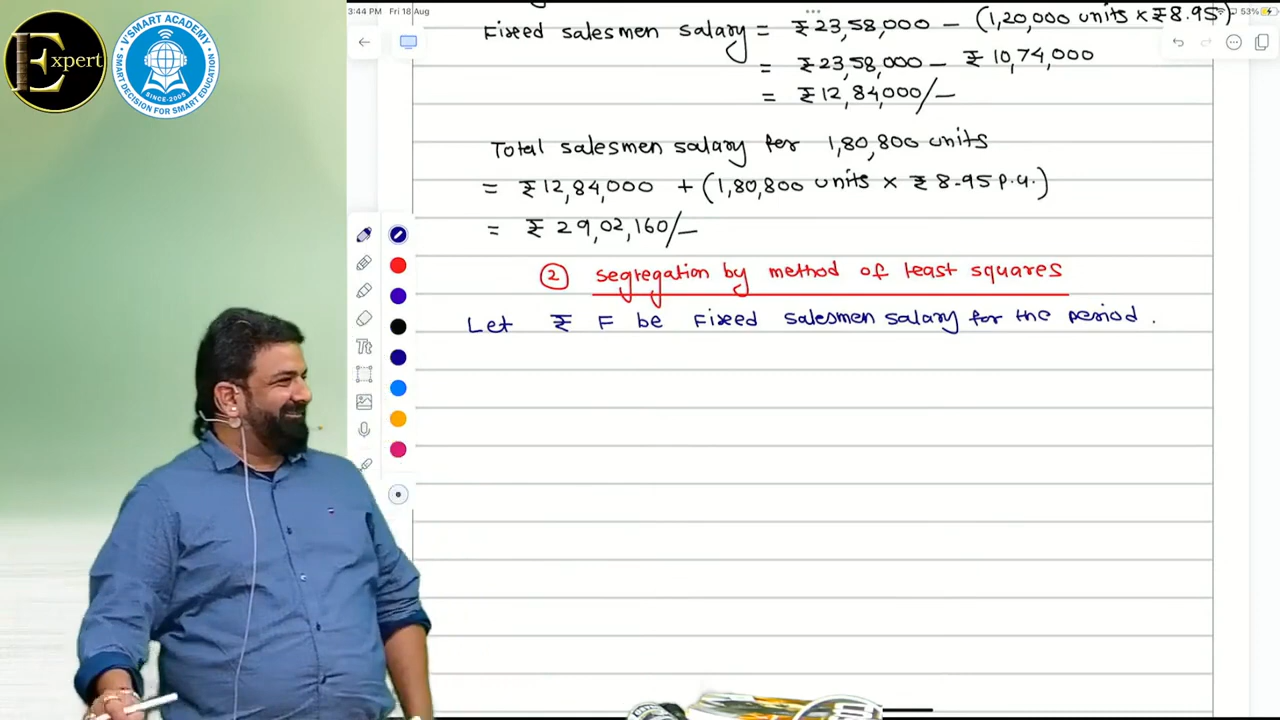 3:44 PM Fri 18 Aug
53%
Expert
V'SMART ACADEMY
SMART DECISION FOR SMART EDUCATION
SINCE-2005
Fixed salesmen salary = ₹23,58,000 – (1,20,000 units × ₹8.95)
= ₹23,58,000 – ₹10,74,000
= ₹12,84,000/–
Total salesmen salary for 1,80,800 units
= ₹12,84,000 + (1,80,800 units × ₹8.95 p.u.)
= ₹29,02,160/–
② segregation by method of least squares
Let ₹ F be Fixed salesmen salary for the period.
Tt